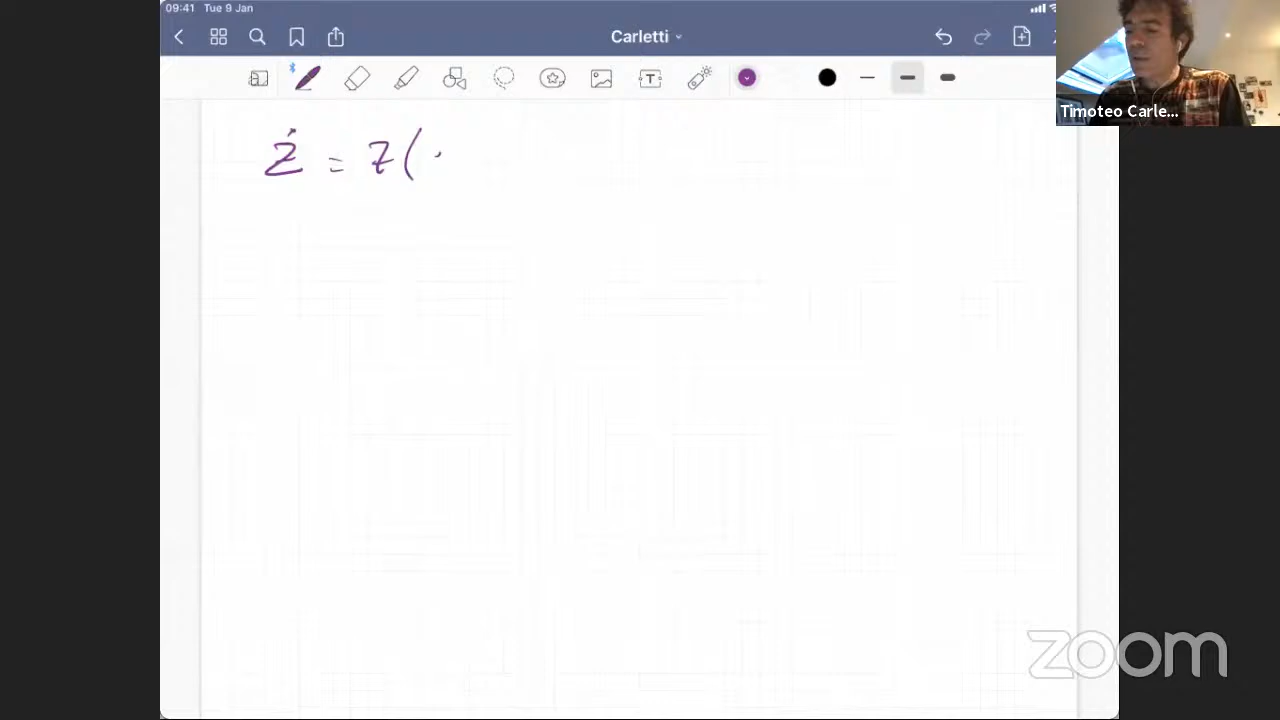 09:41 Tue 9 Jan
Carletti
T
Timoteo Carle...
ż = z(
zoom